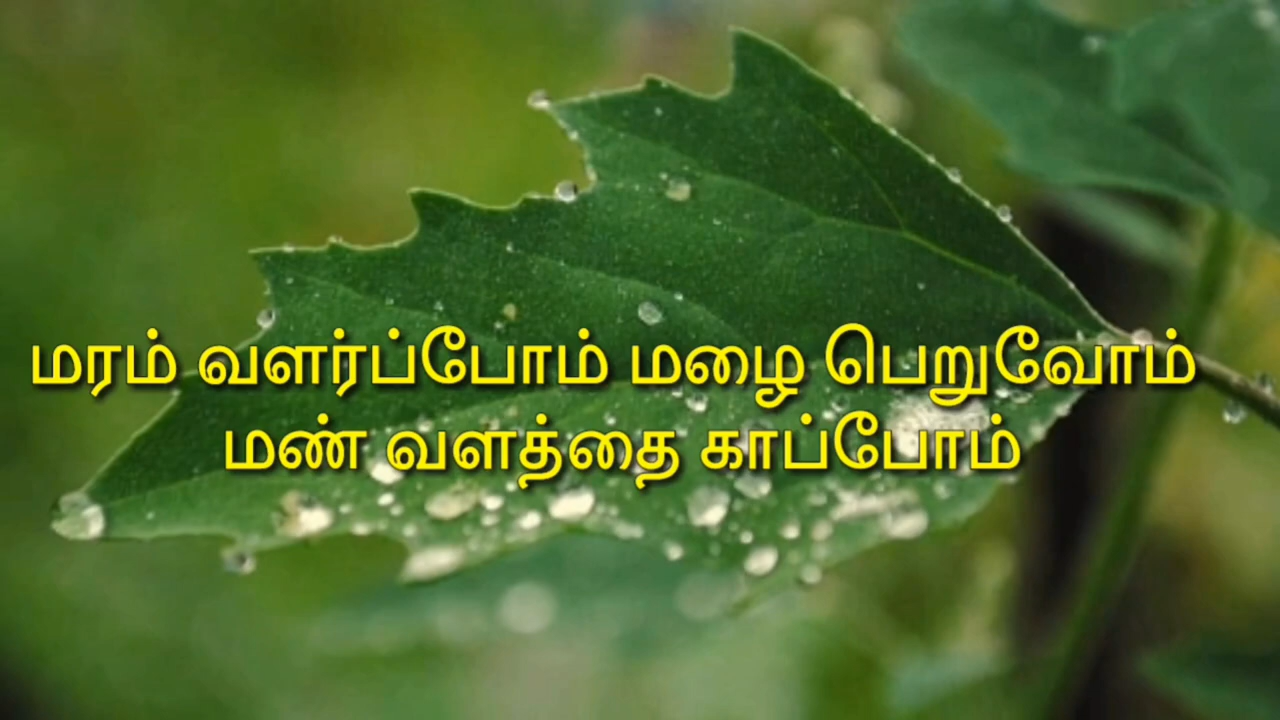 மரம் வளர்ப்போம் மழை பெறுவோம்
மண் வளத்தை காப்போம்